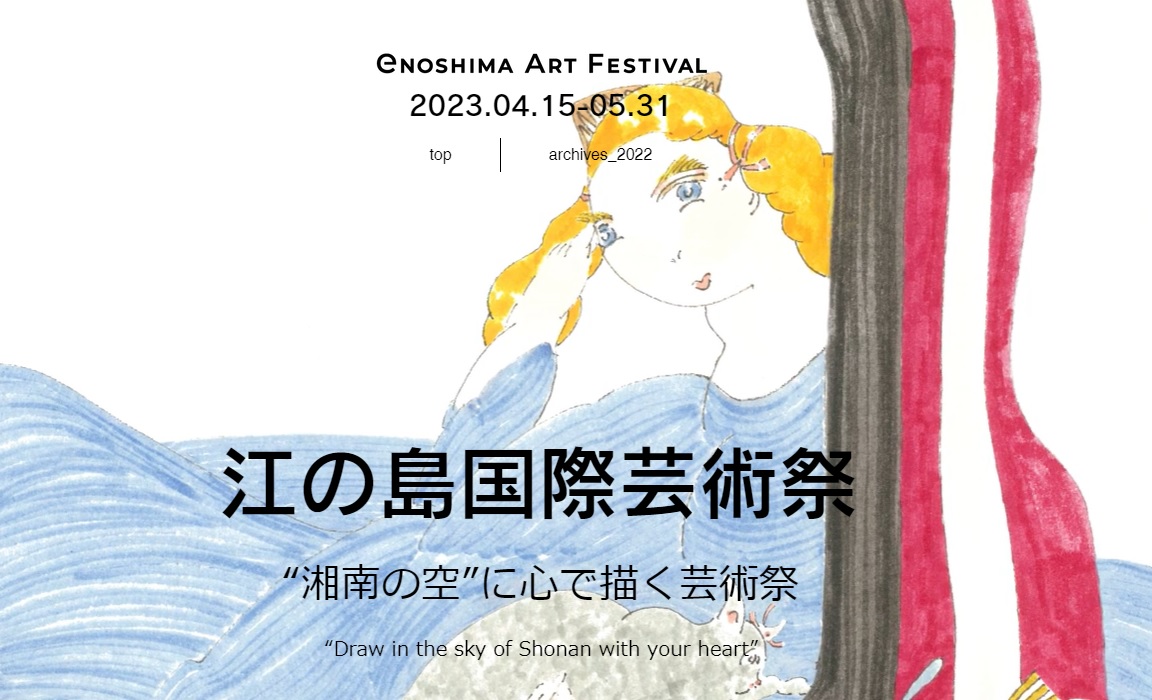 eNOSHIMA ART FESTIVAL
2023.04.15-05.31
top
archives_2022
江の島国際芸術祭
“湘南の空”に心で描く芸術祭
“Draw in the sky of Shonan with your heart”